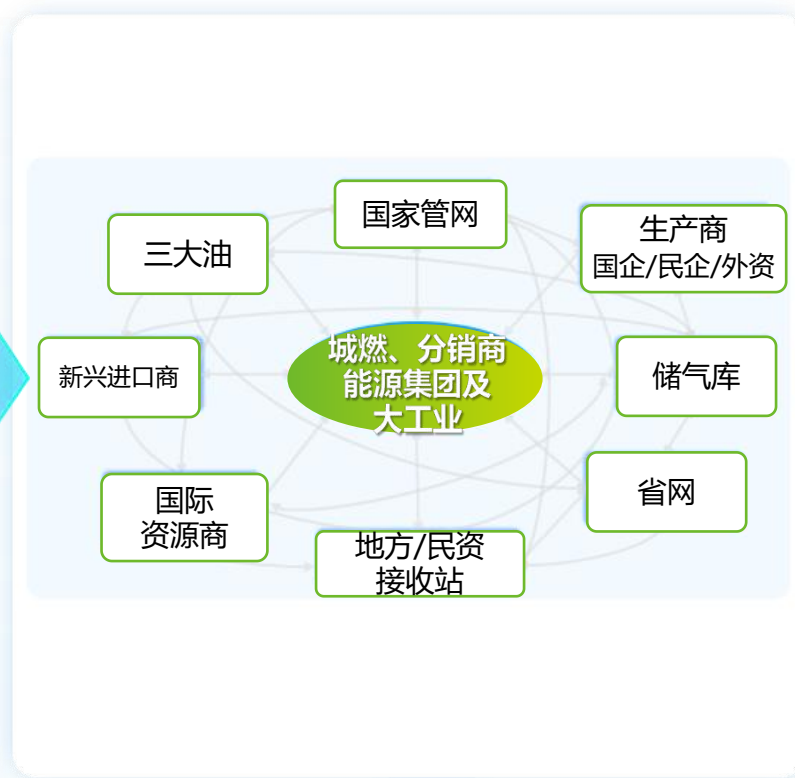 国家管网
三大油
生产商
国企/民企/外资
新兴进口商
城燃、分销商
能源集团及
大工业
储气库
国际
资源商
省网
地方/民资
接收站